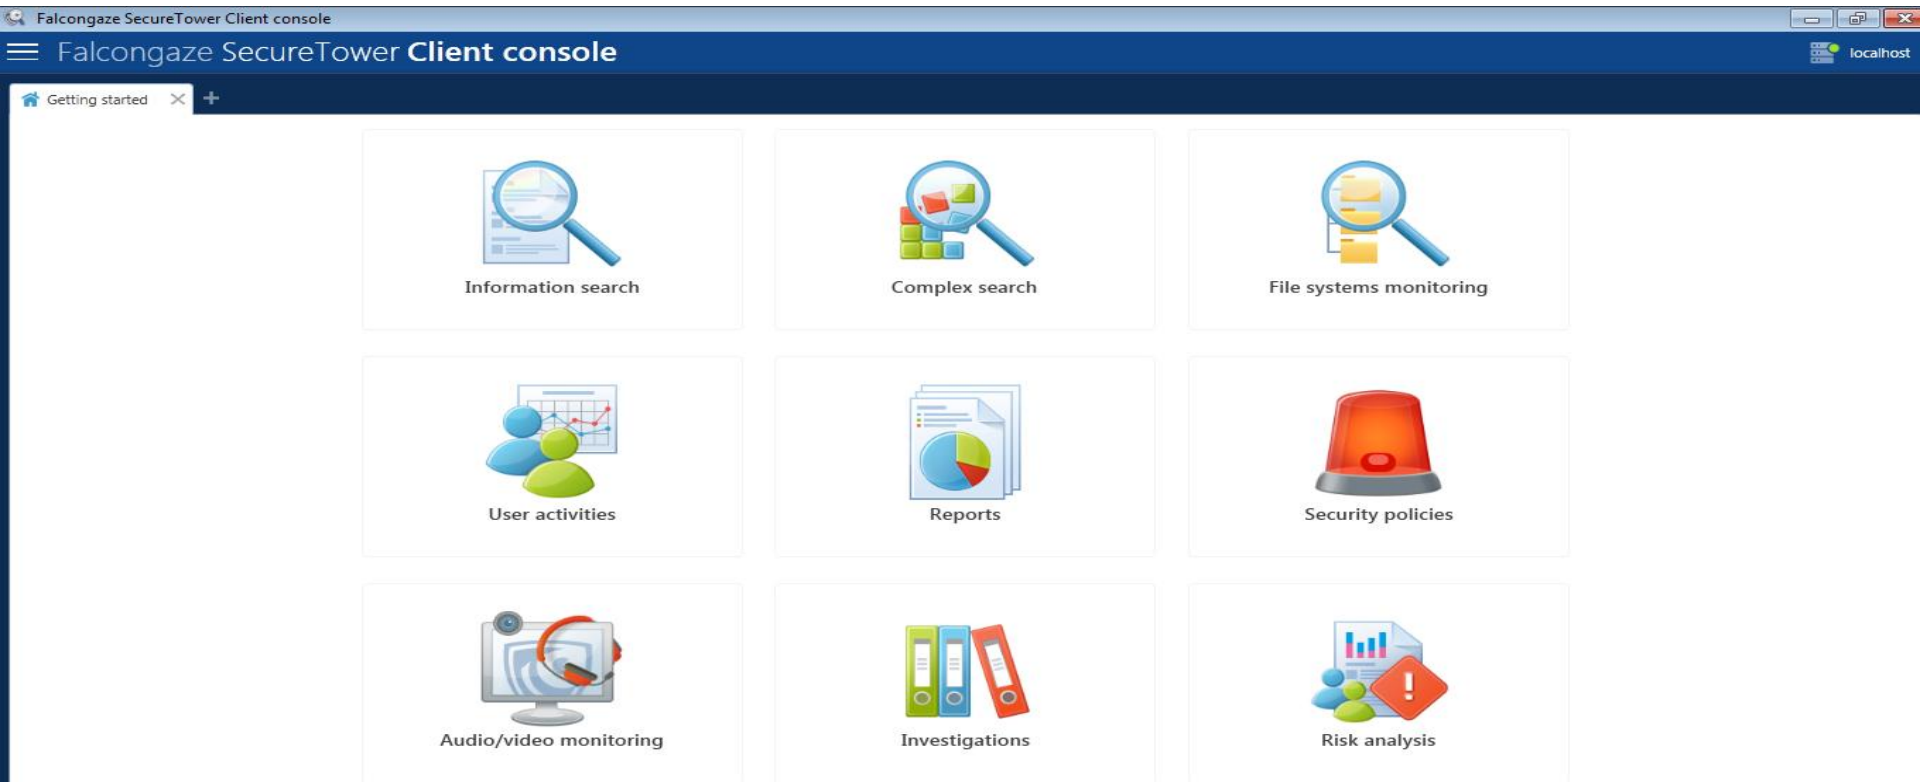 Falcongaze SecureTower Client console
Falcongaze SecureTower Client console
localhost
Getting started
Information search
Complex search
File systems monitoring
User activities
Reports
Security policies
Audio/video monitoring
Investigations
Risk analysis